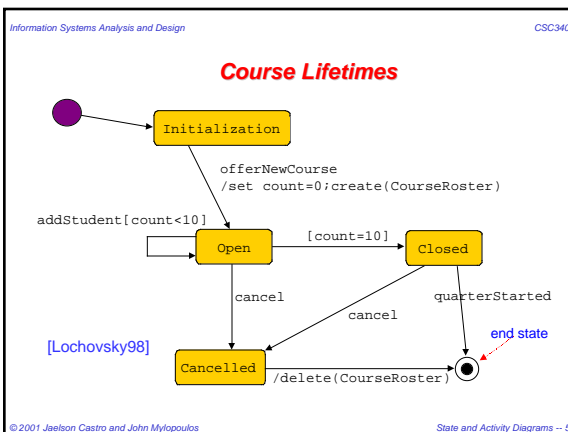 Information Systems Analysis and Design
CSC340
Course Lifetimes
Initialization
offerNewCourse
/set count=0;create(CourseRoster)
addStudent[count<10]
Open
[count=10]
Closed
cancel
cancel
quarterStarted
end state
[Lochovsky98]
Cancelled
/delete(CourseRoster)
© 2001 Jaelson Castro and John Mylopoulos
State and Activity Diagrams -- 5